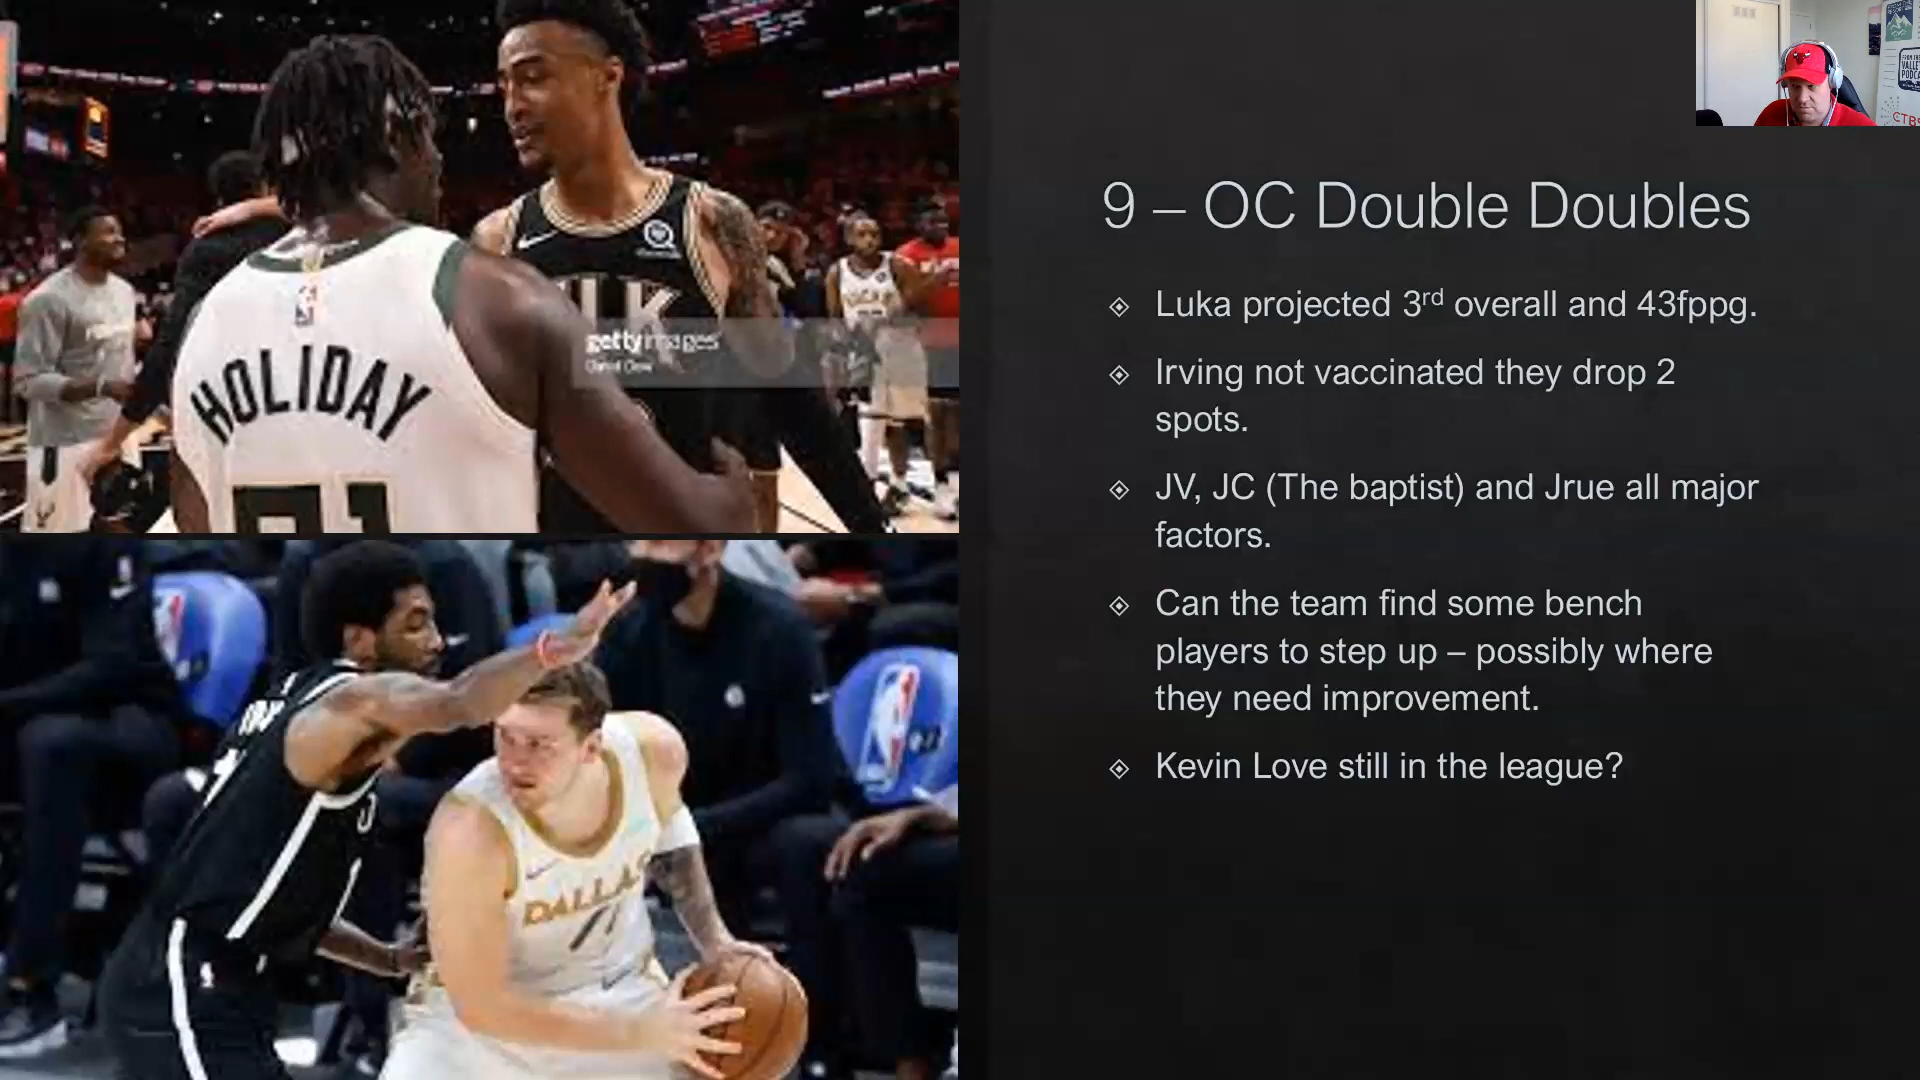 9 – OC Double Doubles
Luka projected 3rd overall and 43fppg.
Irving not vaccinated they drop 2
spots.
JV, JC (The baptist) and Jrue all major
factors.
Can the team find some bench
players to step up – possibly where
they need improvement.
Kevin Love still in the league?
HOLIDAY
gettyimages
DALLAS